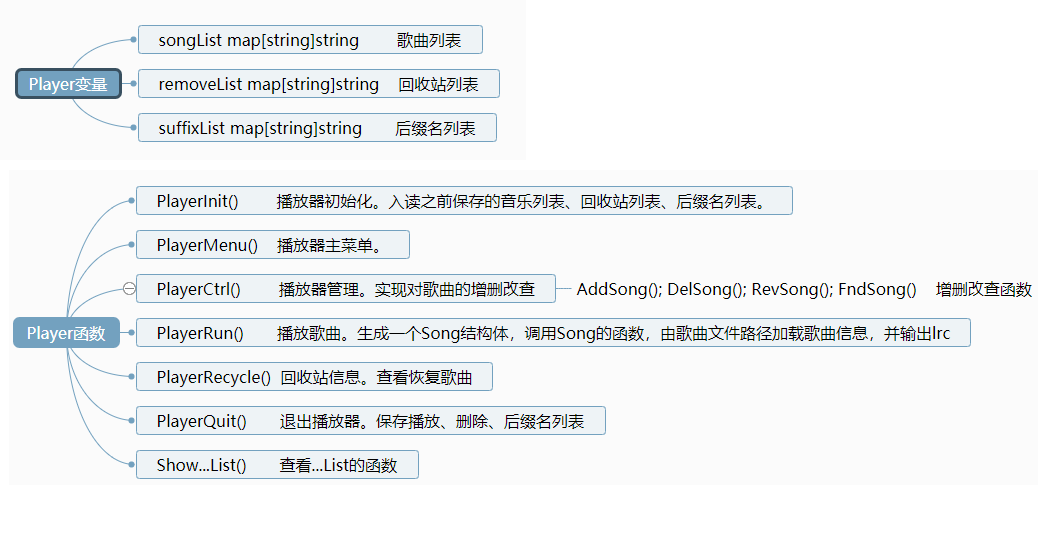 Player变量
songList map[string]string 歌曲列表
removeList map[string]string 回收站列表
suffixList map[string]string 后缀名列表
Player函数
PlayerInit() 播放器初始化。入读之前保存的音乐列表、回收站列表、后缀名列表。
PlayerMenu() 播放器主菜单。
PlayerCtrl() 播放器管理。实现对歌曲的增删改查
AddSong(); DelSong(); RevSong(); FndSong() 增删改查函数
PlayerRun() 播放歌曲。生成一个Song结构体，调用Song的函数，由歌曲文件路径加载歌曲信息，并输出lrc
PlayerRecycle() 回收站信息。查看恢复歌曲
PlayerQuit() 退出播放器。保存播放、删除、后缀名列表
Show...List() 查看...List的函数